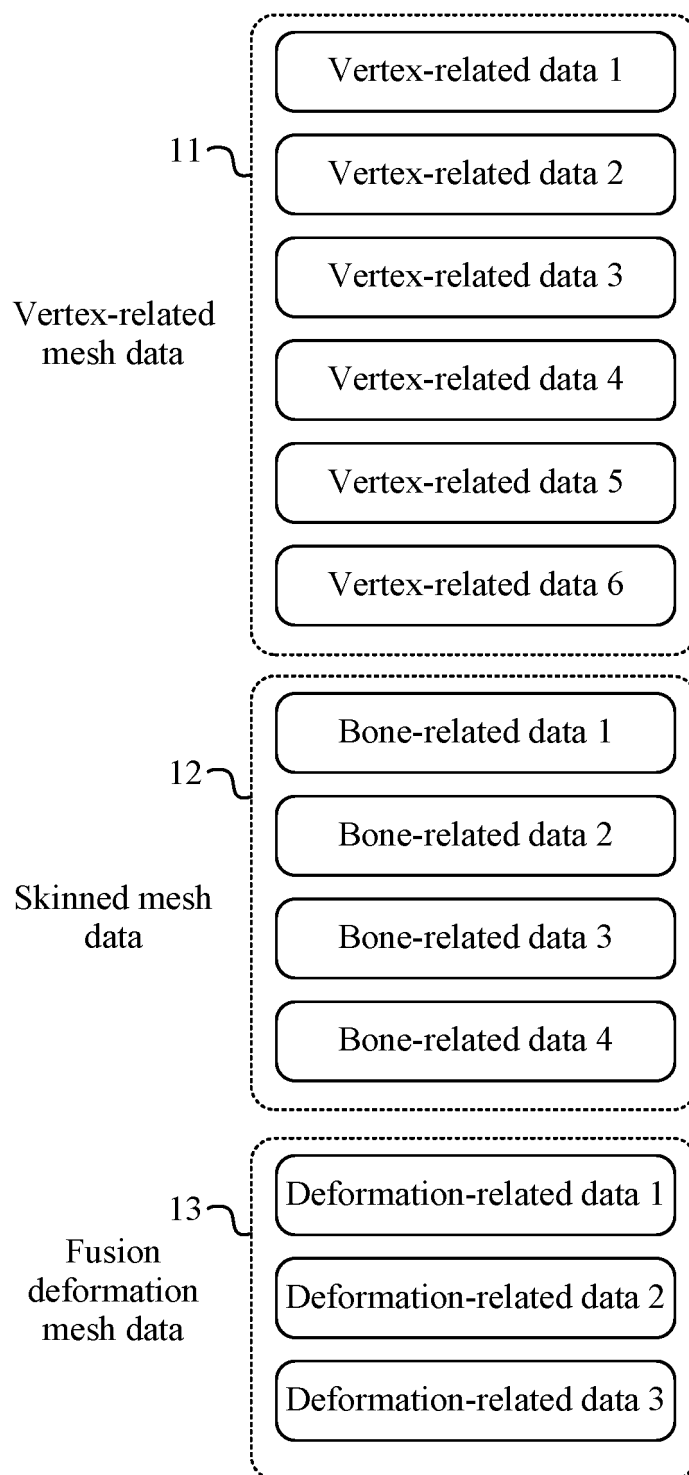 Vertex-related data 1
11
Vertex-related data 2
Vertex-related data 3
Vertex-related
mesh data
Vertex-related data 4
Vertex-related data 5
Vertex-related data 6
Bone-related data 1
12
Bone-related data 2
Skinned mesh
data
Bone-related data 3
Bone-related data 4
Deformation-related data 1
13
Fusion
deformation
mesh data
Deformation-related data 2
Deformation-related data 3